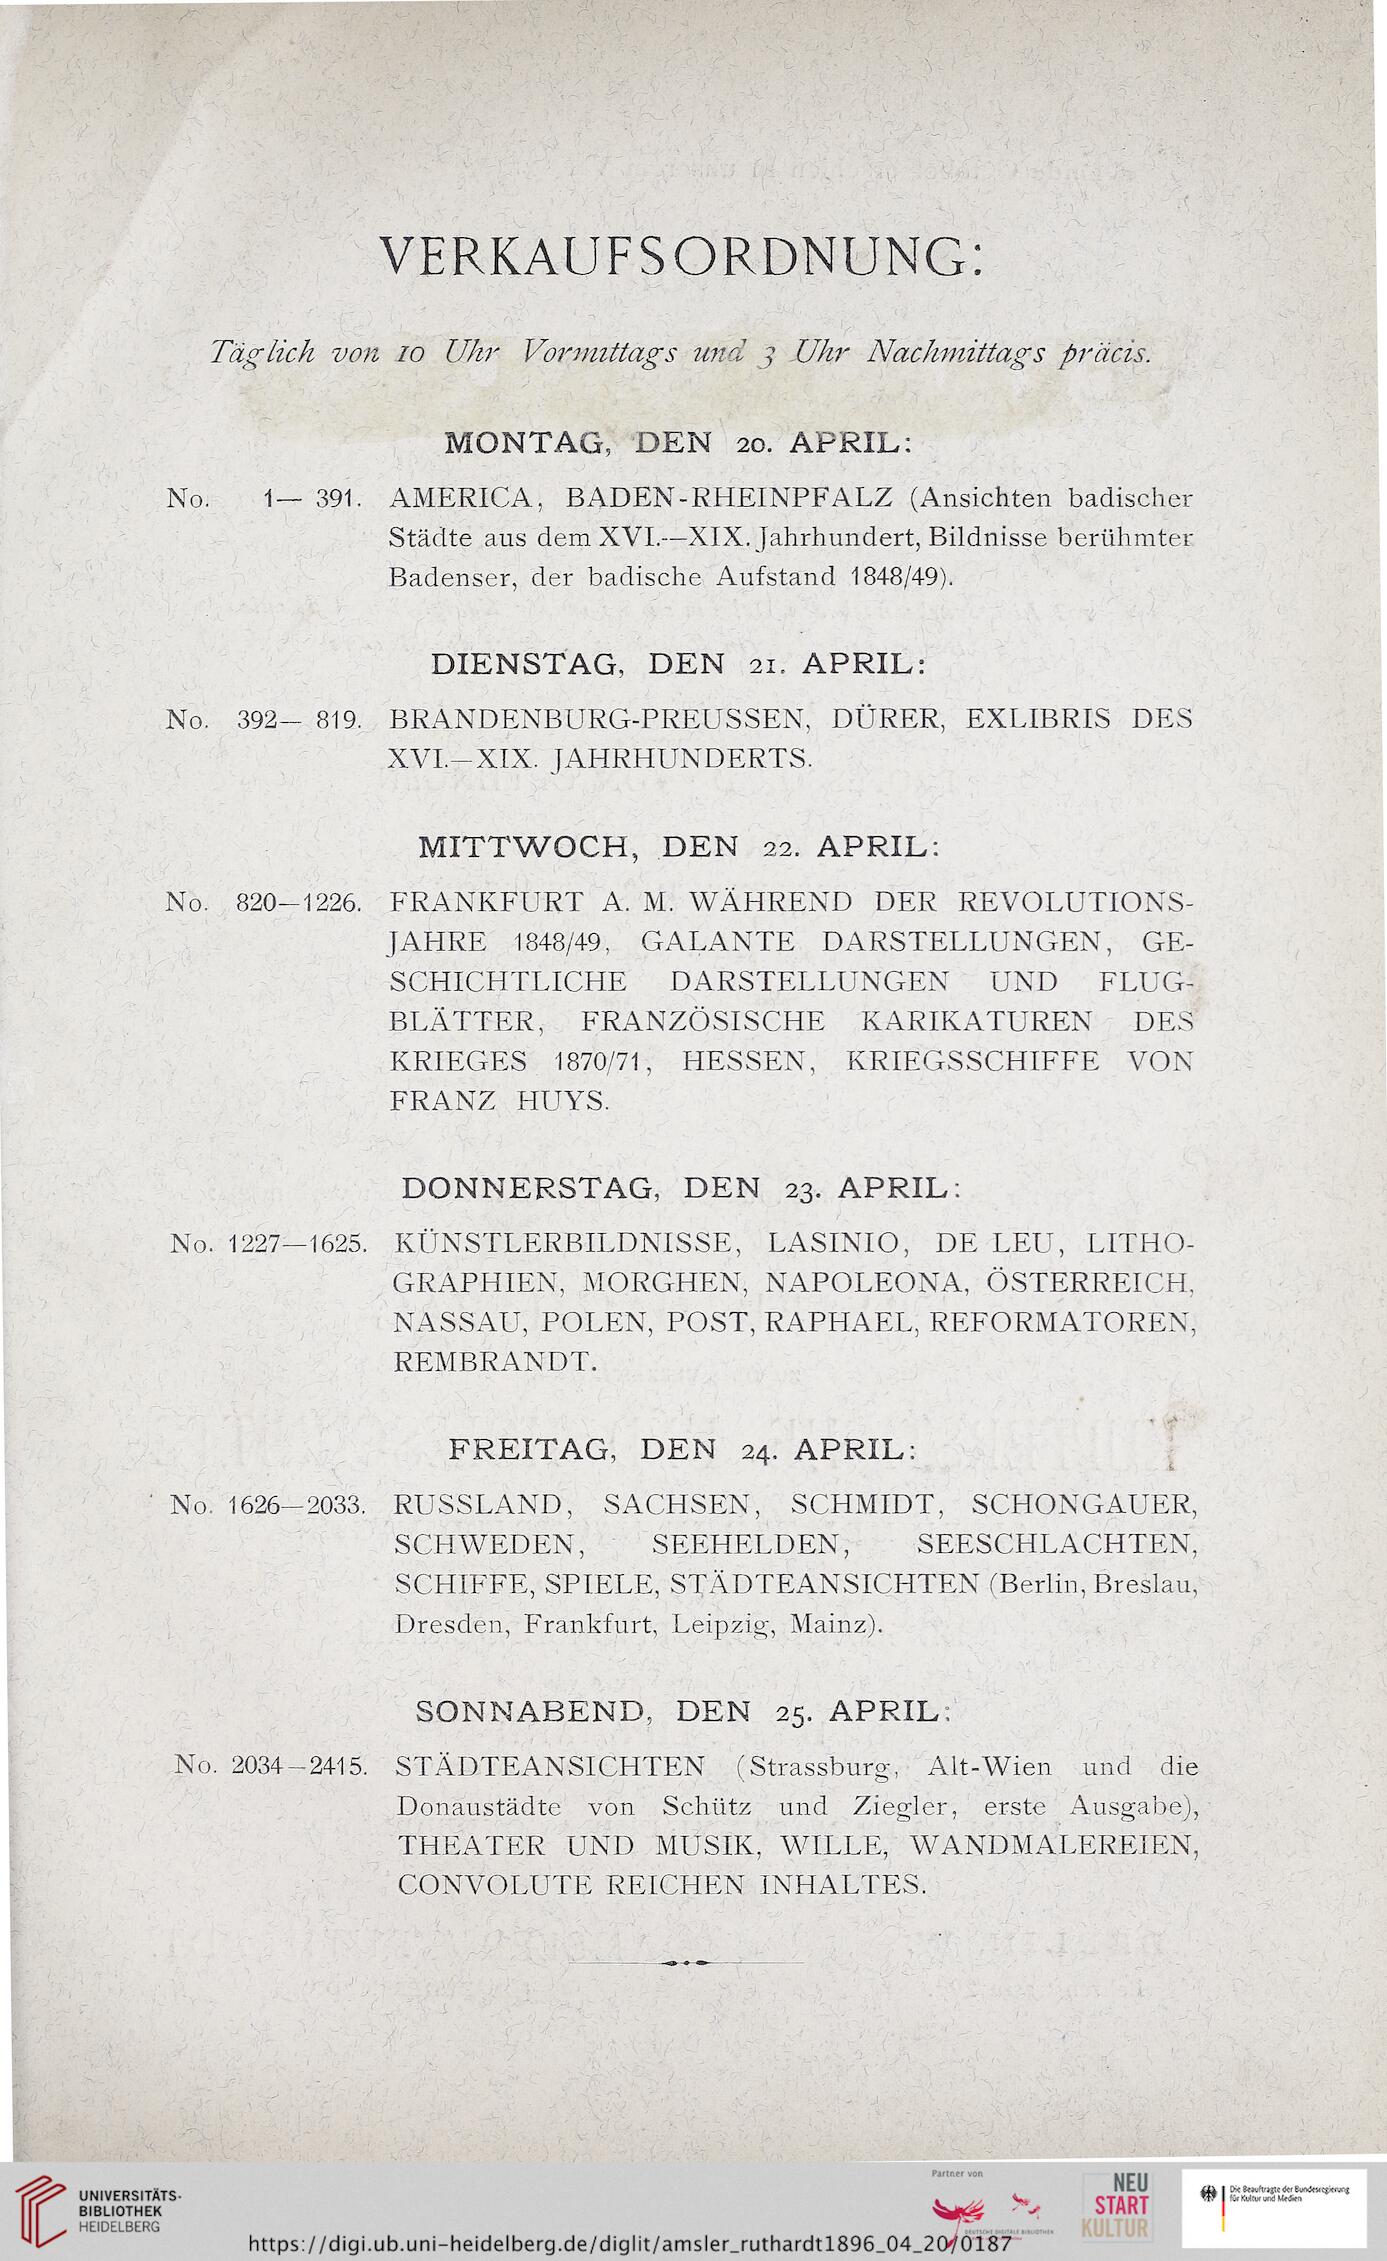 VERKAUFSORDNUNG:
Täglich von 10 Uhr Vormittags und 3 Uhr Nachmittags präcis.
MONTAG, DEN 20. APRIL:
No. 1— 391. AMERICA, BADEN-RHEINPFALZ (Ansichten badischer
Städte aus dem XVI.—XIX. Jahrhundert, Bildnisse berühmter
Badenser, der badische Aufstand 1848/49).
DIENSTAG, DEN 21. APRIL:
No. 392— 819. BRANDENBURG-PREUSSEN, DÜRER, EXLIBRIS DES
XVI.—XIX. JAHRHUNDERTS.
MITTWOCH, DEN 22. APRIL:
No. 820—1226. FRANKFURT A. M. WÄHREND DER REVOLUTIONS-
JAHRE 1848/49, GALANTE DARSTELLUNGEN, GE-
SCHICHTLICHE DARSTELLUNGEN UND FLUG-
BLÄTTER, FRANZÖSISCHE KARIKATUREN DES
KRIEGES 1870/71, HESSEN, KRIEGSSCHIFFE VON
FRANZ HUYS.
DONNERSTAG, DEN 23. APRIL:
No. 1227—1625. KÜNSTLERBILDNISSE, LASINIO, DE LEU, LITHO-
GRAPHIEN, MORGHEN, NAPOLEONA, ÖSTERREICH,
NASSAU, POLEN, POST, RAPHAEL, REFORMATOREN,
REMBRANDT.
FREITAG, DEN 24. APRIL:
No. 1626—2033. RUSSLAND, SACHSEN, SCHMIDT, SCHONGAUER,
SCHWEDEN, SEEHELDEN, SEESCHLACHTEN,
SCHIFFE, SPIELE, STÄDTEANSICHTEN (Berlin, Breslau,
Dresden, Frankfurt, Leipzig, Mainz).
SONNABEND, DEN 25. APRIL:
No. 2034—2415. STÄDTEANSICHTEN (Strassburg, Alt-Wien und die
Donaustädte von Schütz und Ziegler, erste Ausgabe),
THEATER UND MUSIK, WILLE, WANDMALEREIEN,
CONVOLUTE REICHEN INHALTES.
UNIVERSITÄTS-
BIBLIOTHEK
HEIDELBERG
https://digi.ub.uni-heidelberg.de/diglit/amsler_ruthardt1896_04_20/0187
Partner von
DEUTSCHE DIGITALE BIBLIOTHEK
NEU
START
KULTUR
Die Beauftragte der Bundesregierung
für Kultur und Medien